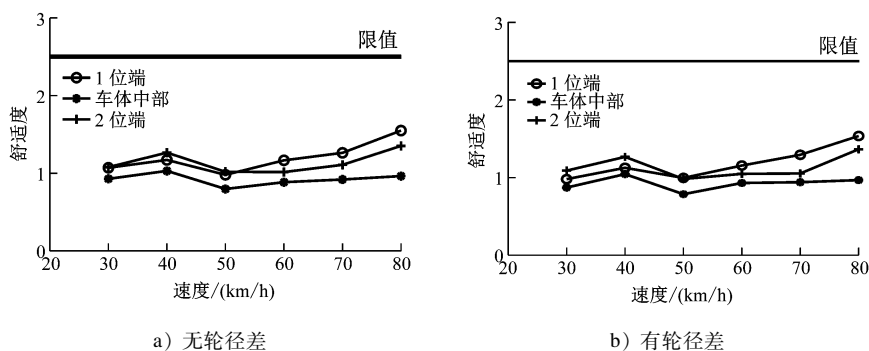 3
限值
1 位端
车体中部
2 位端
2
1
0
舒适度
20 30 40 50 60 70 80
速度/(km/h)
a) 无轮径差
3
限值
1 位端
车体中部
2 位端
2
1
0
舒适度
20 30 40 50 60 70 80
速度/(km/h)
b) 有轮径差